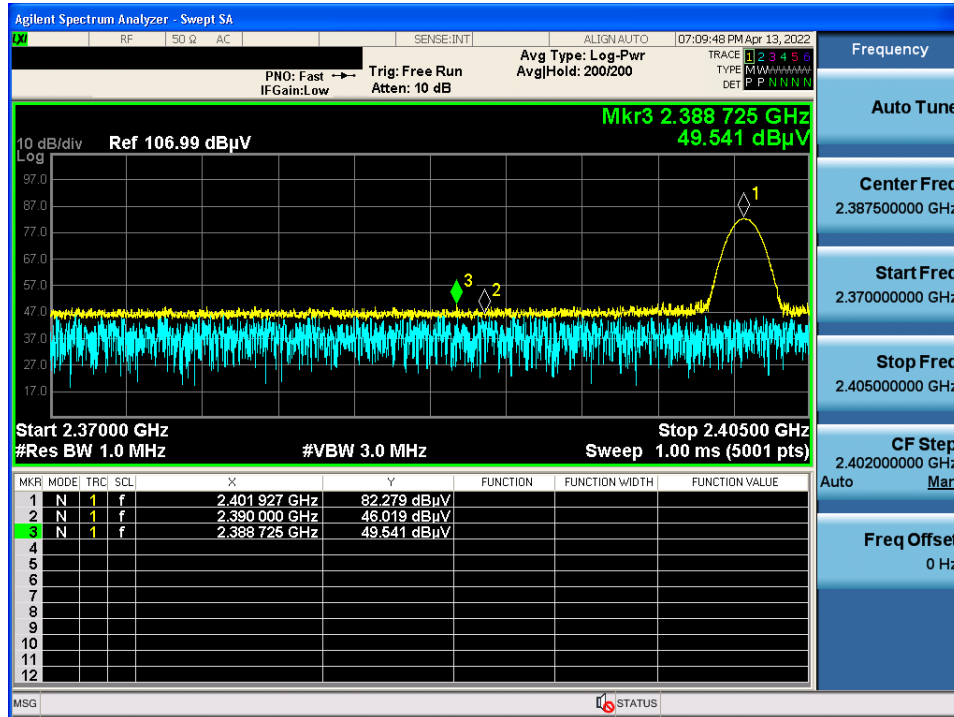 Agilent Spectrum Analyzer - Swept SA
LXI RF 50 Ω AC SENSE:INT ALIGN AUTO 07:09:48 PM Apr 13, 2022
PNO: Fast Trig: Free Run Avg Type: Log-Pwr TRACE 1 2 3 4 5 6
IFGain:Low Atten: 10 dB Avg|Hold: 200/200 TYPE M WWWWW
DET P P N N N N
Mkr3 2.388 725 GHz
49.541 dBµV
10 dB/div Ref 106.99 dBµV
Log
97.0
87.0
77.0
67.0
57.0
47.0
37.0
27.0
17.0
1
3
2
Start 2.37000 GHz Stop 2.40500 GHz
#Res BW 1.0 MHz #VBW 3.0 MHz Sweep 1.00 ms (5001 pts)
MKR MODE TRC SCL X Y FUNCTION FUNCTION WIDTH FUNCTION VALUE
1 N 1 f 2.401 927 GHz 82.279 dBµV
2 N 1 f 2.390 000 GHz 46.019 dBµV
3 N 1 f 2.388 725 GHz 49.541 dBµV
4
5
6
7
8
9
10
11
12
MSG STATUS
Frequency
Auto Tune
Center Freq
2.387500000 GHz
Start Freq
2.370000000 GHz
Stop Freq
2.405000000 GHz
CF Step
2.402000000 GHz
Auto Man
Freq Offset
0 Hz